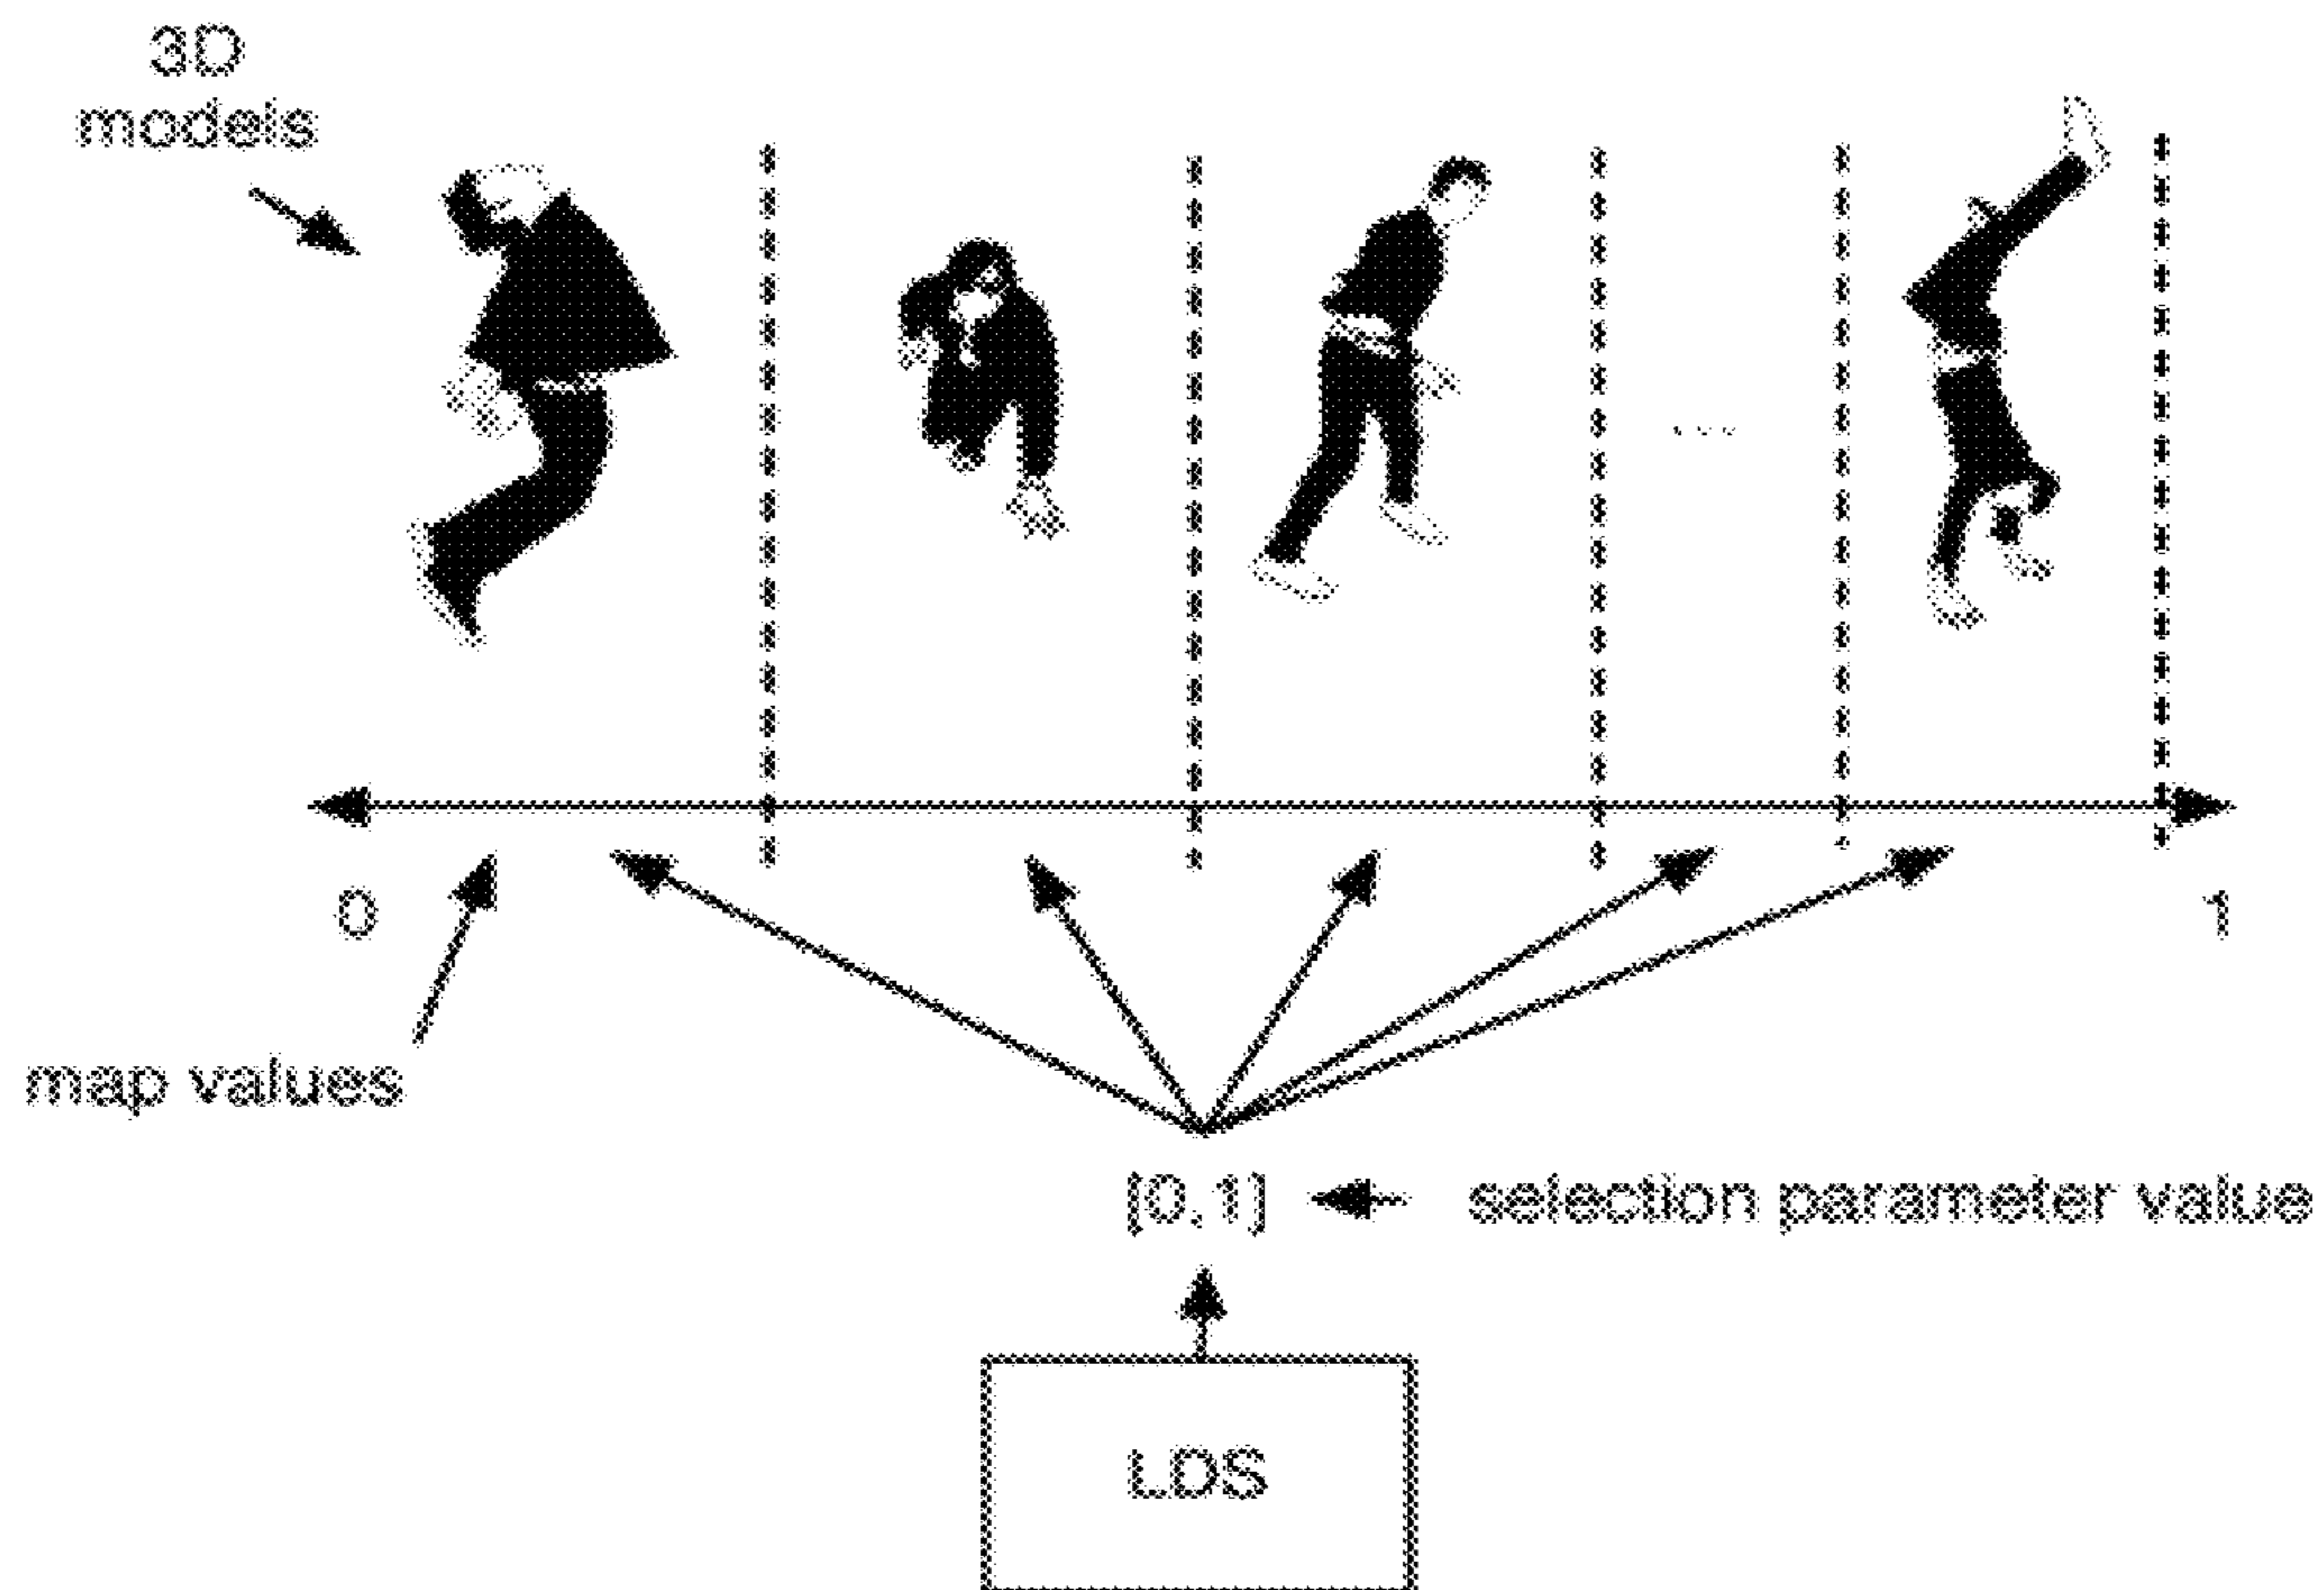 3D
models
...
0
1
map values
[0,1]
selection parameter value
LDS